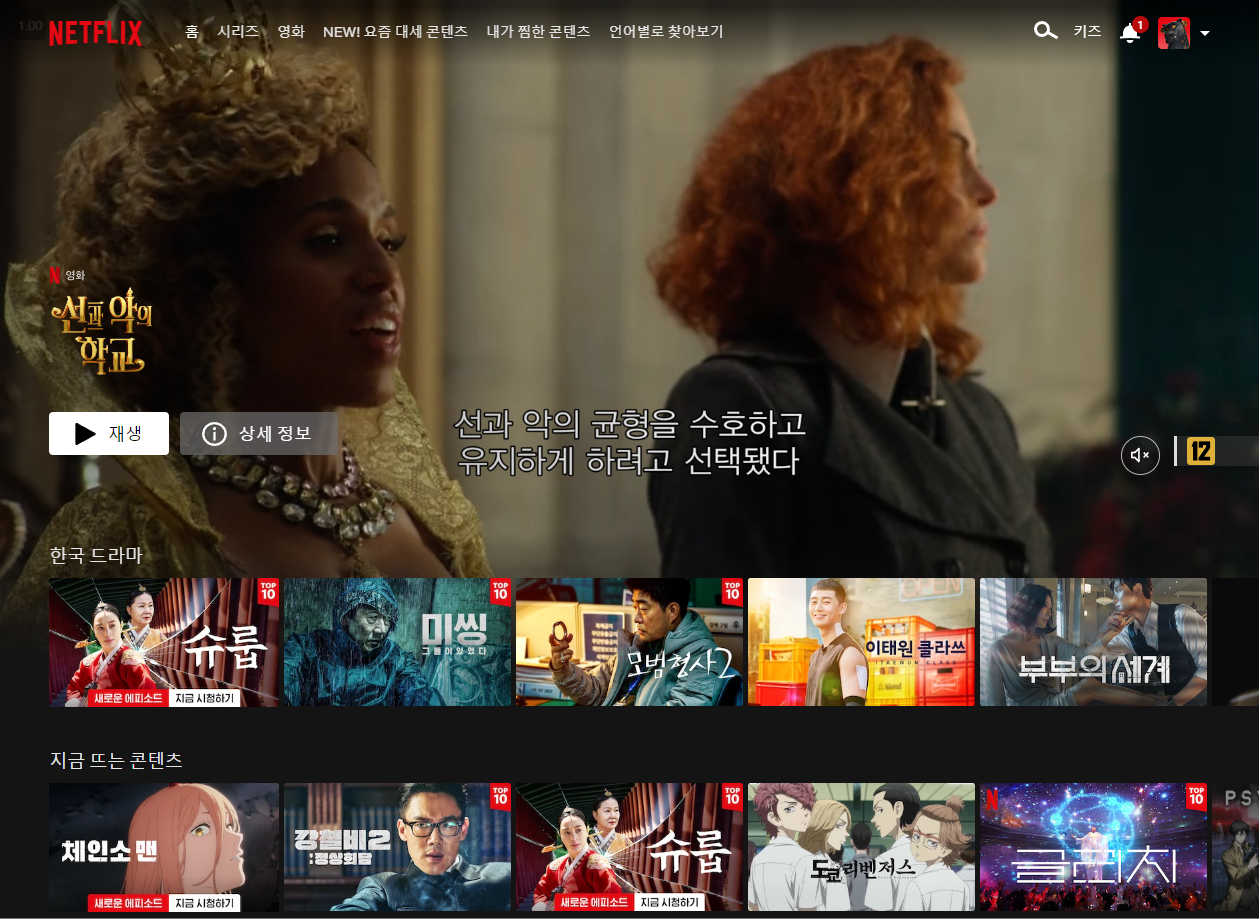 1.00
NETFLIX
홈 시리즈 영화 NEW! 요즘 대세 콘텐츠 내가 찜한 콘텐츠 언어별로 찾아보기
키즈
1
N 영화
선과 악의
학교
재생
상세 정보
선과 악의 균형을 수호하고
유지하게 하려고 선택됐다
12
한국 드라마
TOP
10
슈룹
새로운 에피소드 지금 시청하기
TOP
10
미씽
그들이 있었다
TOP
10
모범형사2
이태원 클라쓰
ITAEWON CLASS
부부의 세계
지금 뜨는 콘텐츠
체인소 맨
새로운 에피소드 지금 시청하기
TOP
10
강철비2
:정상회담
TOP
10
슈룹
새로운 에피소드 지금 시청하기
도쿄 리벤저스
N
TOP
10
글리치
PSY